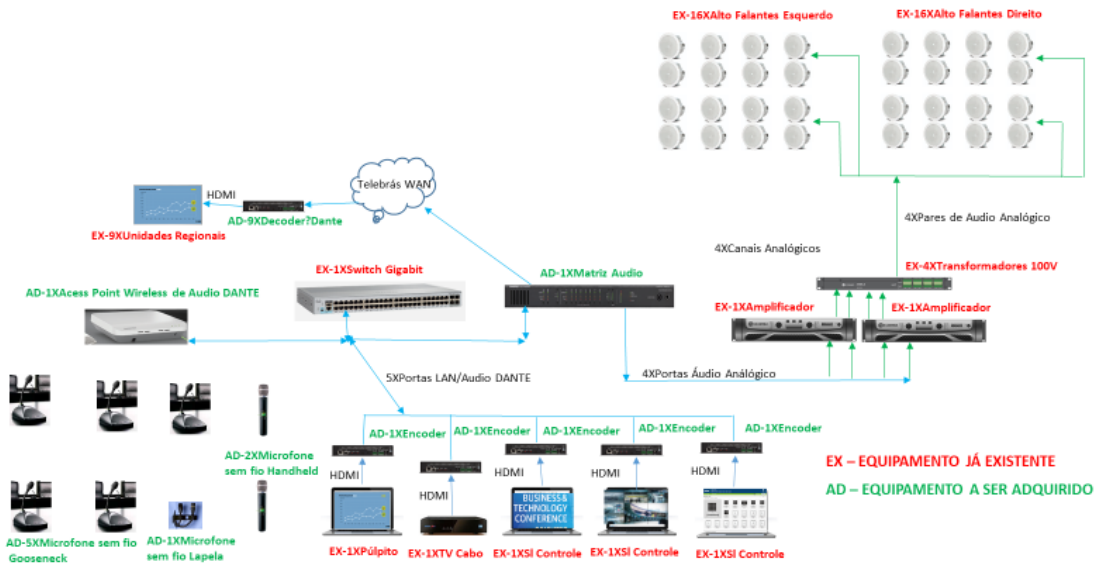 EX-16XAlto Falantes Esquerdo
EX-16XAlto Falantes Direito
Telebrás WAN
HDMI
AD-9XDecoder?Dante
EX-9XUnidades Regionais
4XPares de Audio Analógico
4XCanais Analógicos
EX-1XSwitch Gigabit
AD-1XMatriz Audio
EX-4XTransformadores 100V
AD-1XAcess Point Wireless de Audio DANTE
EX-1XAmplificador
EX-1XAmplificador
5XPortas LAN/Audio DANTE
4XPortas Áudio Análógico
AD-1XEncoder
AD-1XEncoder
AD-1XEncoder
AD-1XEncoder
AD-1XEncoder
AD-2XMicrofone
sem fio Handheld
HDMI
HDMI
HDMI
HDMI
HDMI
EX – EQUIPAMENTO JÁ EXISTENTE
AD – EQUIPAMENTO A SER ADQUIRIDO
BUSINESS &
TECHNOLOGY
CONFERENCE
AD-5XMicrofone sem fio
Gooseneck
AD-1XMicrofone
sem fio Lapela
EX-1XPúlpito
EX-1XTV Cabo
EX-1XSl Controle
EX-1XSl Controle
EX-1XSl Controle